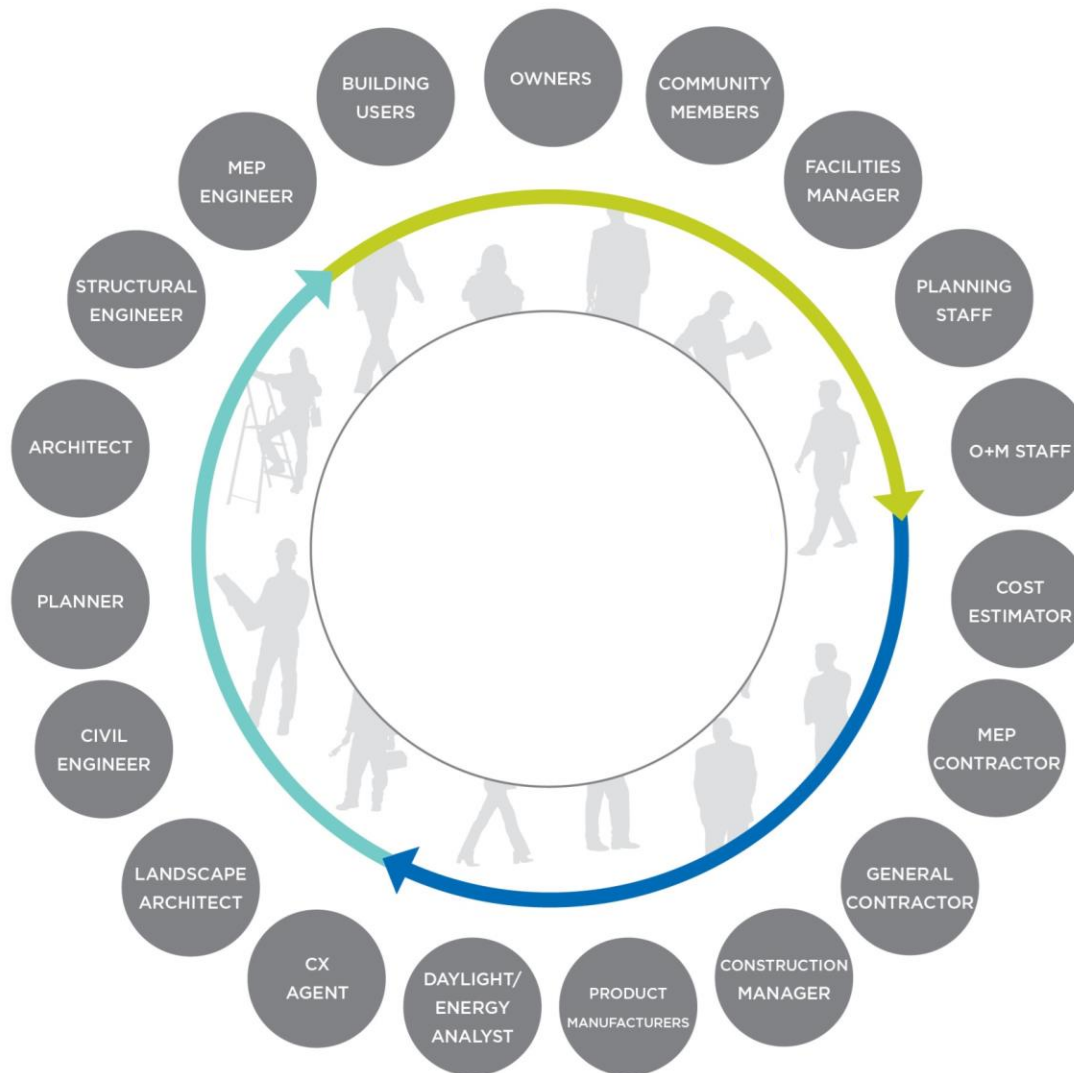 OWNERS
COMMUNITY
MEMBERS
FACILITIES
MANAGER
PLANNING
STAFF
O+M STAFF
COST
ESTIMATOR
MEP
CONTRACTOR
GENERAL
CONTRACTOR
CONSTRUCTION
MANAGER
PRODUCT
MANUFACTURERS
DAYLIGHT/
ENERGY
ANALYST
CX
AGENT
LANDSCAPE
ARCHITECT
CIVIL
ENGINEER
PLANNER
ARCHITECT
STRUCTURAL
ENGINEER
MEP
ENGINEER
BUILDING
USERS